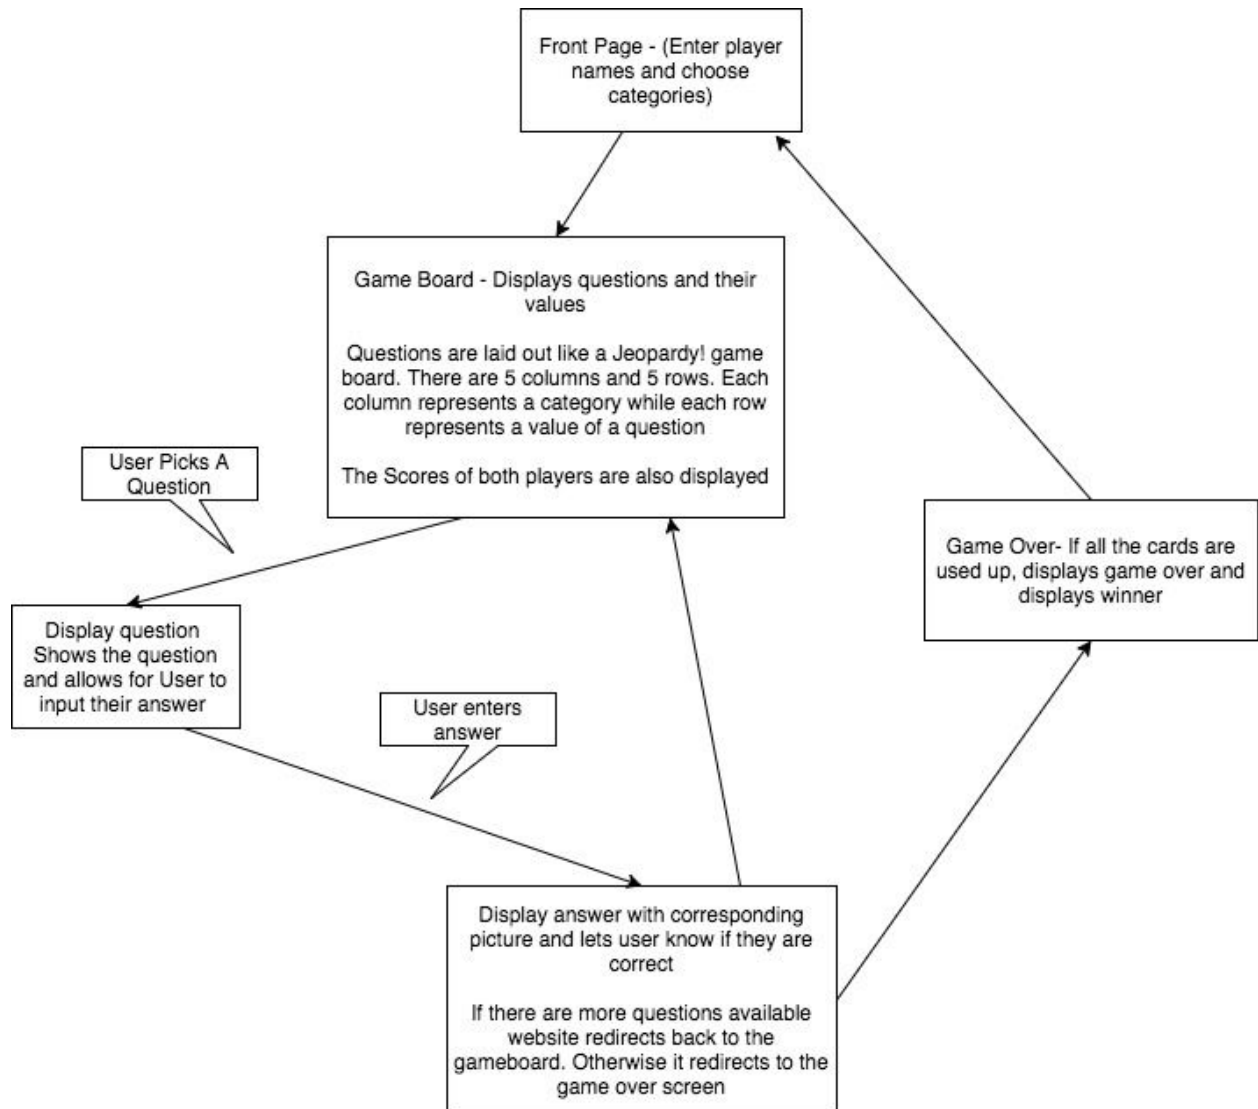 Front Page - (Enter player
names and choose
categories)
Game Board - Displays questions and their
values
Questions are laid out like a Jeopardy! game
board. There are 5 columns and 5 rows. Each
column represents a category while each row
represents a value of a question
The Scores of both players are also displayed
User Picks A
Question
Game Over- If all the cards are
used up, displays game over and
displays winner
Display question
Shows the question
and allows for User to
input their answer
User enters
answer
Display answer with corresponding
picture and lets user know if they are
correct
If there are more questions available
website redirects back to the
gameboard. Otherwise it redirects to the
game over screen